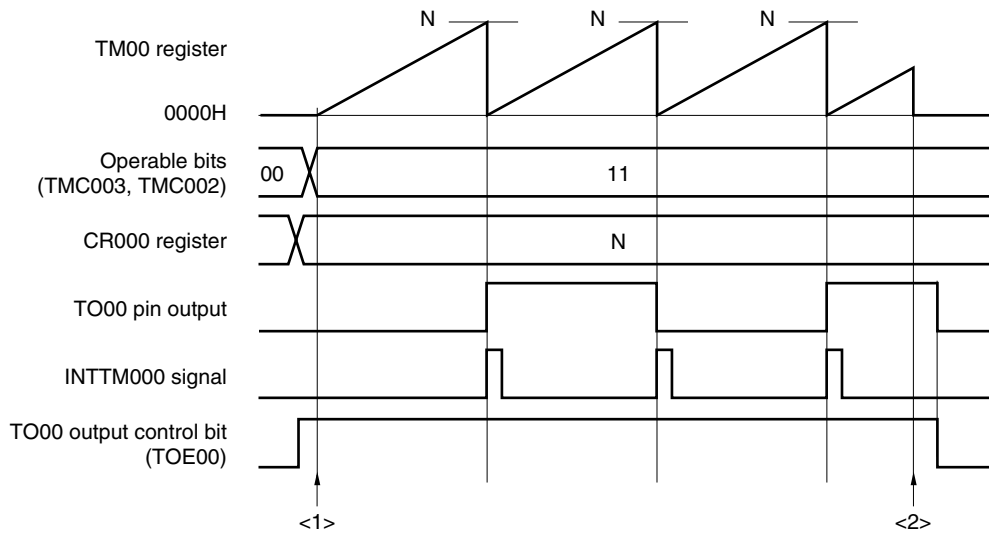 N N N
TM00 register
0000H
Operable bits
(TMC003, TMC002)
00 11
CR000 register
N
TO00 pin output
INTTM000 signal
TO00 output control bit
(TOE00)
<1> <2>